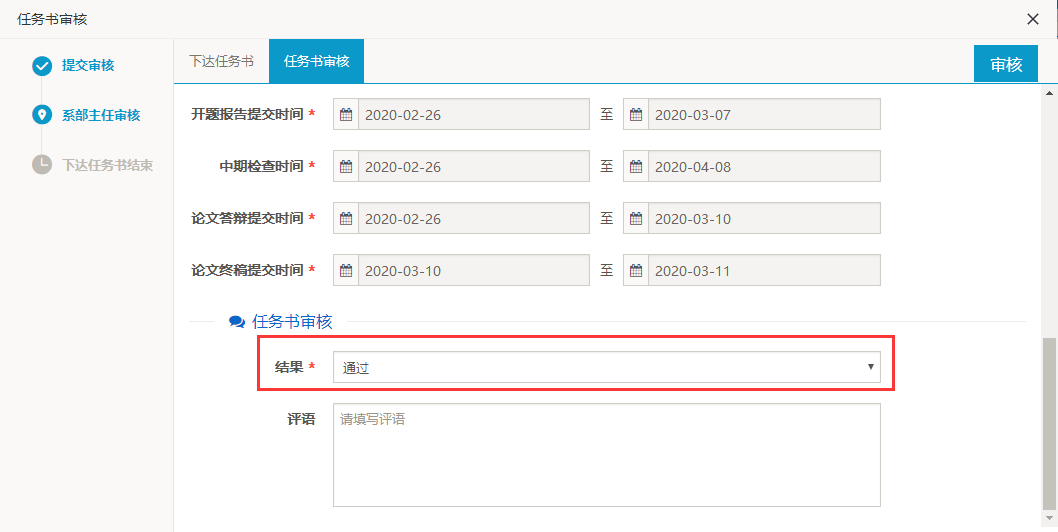 任务书审核
提交审核
系部主任审核
下达任务书结束
下达任务书 任务书审核 审核
开题报告提交时间 * 2020-02-26 至 2020-03-07
中期检查时间 * 2020-02-26 至 2020-04-08
论文答辩提交时间 * 2020-02-26 至 2020-03-10
论文终稿提交时间 * 2020-03-10 至 2020-03-11
任务书审核
结果 * 通过
评语 请填写评语